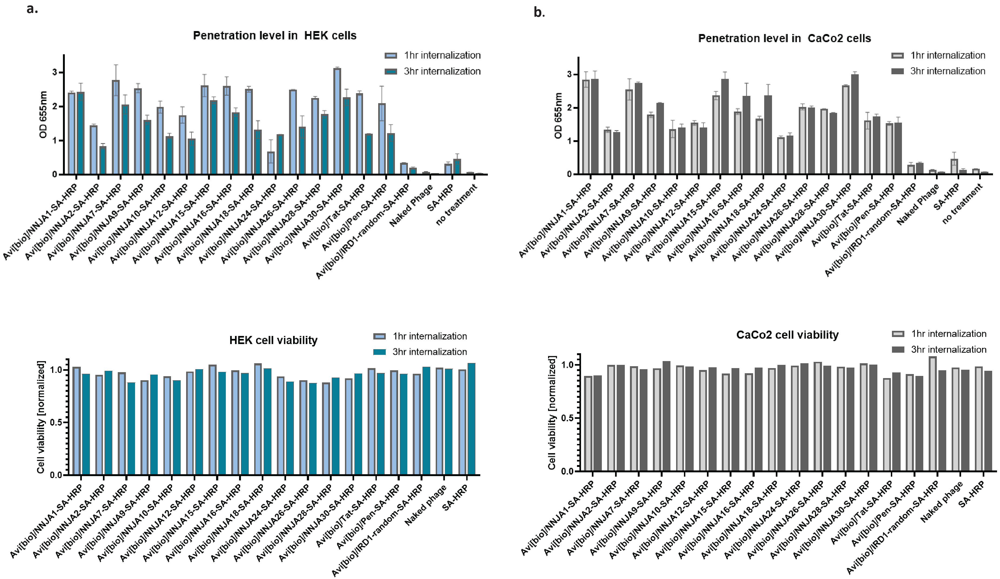 a.
Penetration level in  HEK cells
1hr internalization
3hr internalization
OD 655nm
3
2
1
0
Avi[bio]/NNJA1-SA-HRP
Avi[bio]/NNJA2-SA-HRP
Avi[bio]/NNJA7-SA-HRP
Avi[bio]/NNJA9-SA-HRP
Avi[bio]/NNJA10-SA-HRP
Avi[bio]/NNJA12-SA-HRP
Avi[bio]/NNJA15-SA-HRP
Avi[bio]/NNJA16-SA-HRP
Avi[bio]/NNJA18-SA-HRP
Avi[bio]/NNJA24-SA-HRP
Avi[bio]/NNJA26-SA-HRP
Avi[bio]/NNJA28-SA-HRP
Avi[bio]/NNJA30-SA-HRP
Avi[bio]/Tat-SA-HRP
Avi[bio]/Pen-SA-HRP
Avi[bio]/IRD1-random-SA-HRP
Naked Phage
SA-HRP
no treatment
HEK cell viability
1hr internalization
3hr internalization
Cell viability [normalized]
1.0
0.5
0.0
Avi[bio]/NNJA1-SA-HRP
Avi[bio]/NNJA2-SA-HRP
Avi[bio]/NNJA7-SA-HRP
Avi[bio]/NNJA9-SA-HRP
Avi[bio]/NNJA10-SA-HRP
Avi[bio]/NNJA12-SA-HRP
Avi[bio]/NNJA15-SA-HRP
Avi[bio]/NNJA16-SA-HRP
Avi[bio]/NNJA18-SA-HRP
Avi[bio]/NNJA24-SA-HRP
Avi[bio]/NNJA26-SA-HRP
Avi[bio]/NNJA28-SA-HRP
Avi[bio]/NNJA30-SA-HRP
Avi[bio]/Tat-SA-HRP
Avi[bio]/Pen-SA-HRP
Avi[bio]/IRD1-random-SA-HRP
Naked phage
SA-HRP
b.
Penetration level in  CaCo2 cells
1hr internalization
3hr internalization
OD 655nm
3
2
1
0
Avi[bio]/NNJA1-SA-HRP
Avi[bio]/NNJA2-SA-HRP
Avi[bio]/NNJA7-SA-HRP
Avi[bio]/NNJA9-SA-HRP
Avi[bio]/NNJA10-SA-HRP
Avi[bio]/NNJA12-SA-HRP
Avi[bio]/NNJA15-SA-HRP
Avi[bio]/NNJA16-SA-HRP
Avi[bio]/NNJA18-SA-HRP
Avi[bio]/NNJA24-SA-HRP
Avi[bio]/NNJA26-SA-HRP
Avi[bio]/NNJA28-SA-HRP
Avi[bio]/NNJA30-SA-HRP
Avi[bio]/Tat-SA-HRP
Avi[bio]/Pen-SA-HRP
Avi[bio]/IRD1-random-SA-HRP
Naked Phage
SA-HRP
no treatment
CaCo2 cell viability
1hr internalization
3hr internalization
Cell viability [normalized]
1.0
0.5
0.0
Avi[bio]/NNJA1-SA-HRP
Avi[bio]/NNJA2-SA-HRP
Avi[bio]/NNJA7-SA-HRP
Avi[bio]/NNJA9-SA-HRP
Avi[bio]/NNJA10-SA-HRP
Avi[bio]/NNJA12-SA-HRP
Avi[bio]/NNJA15-SA-HRP
Avi[bio]/NNJA16-SA-HRP
Avi[bio]/NNJA18-SA-HRP
Avi[bio]/NNJA24-SA-HRP
Avi[bio]/NNJA26-SA-HRP
Avi[bio]/NNJA28-SA-HRP
Avi[bio]/NNJA30-SA-HRP
Avi[bio]/Tat-SA-HRP
Avi[bio]/Pen-SA-HRP
Avi[bio]/IRD1-random-SA-HRP
Naked phage
SA-HRP